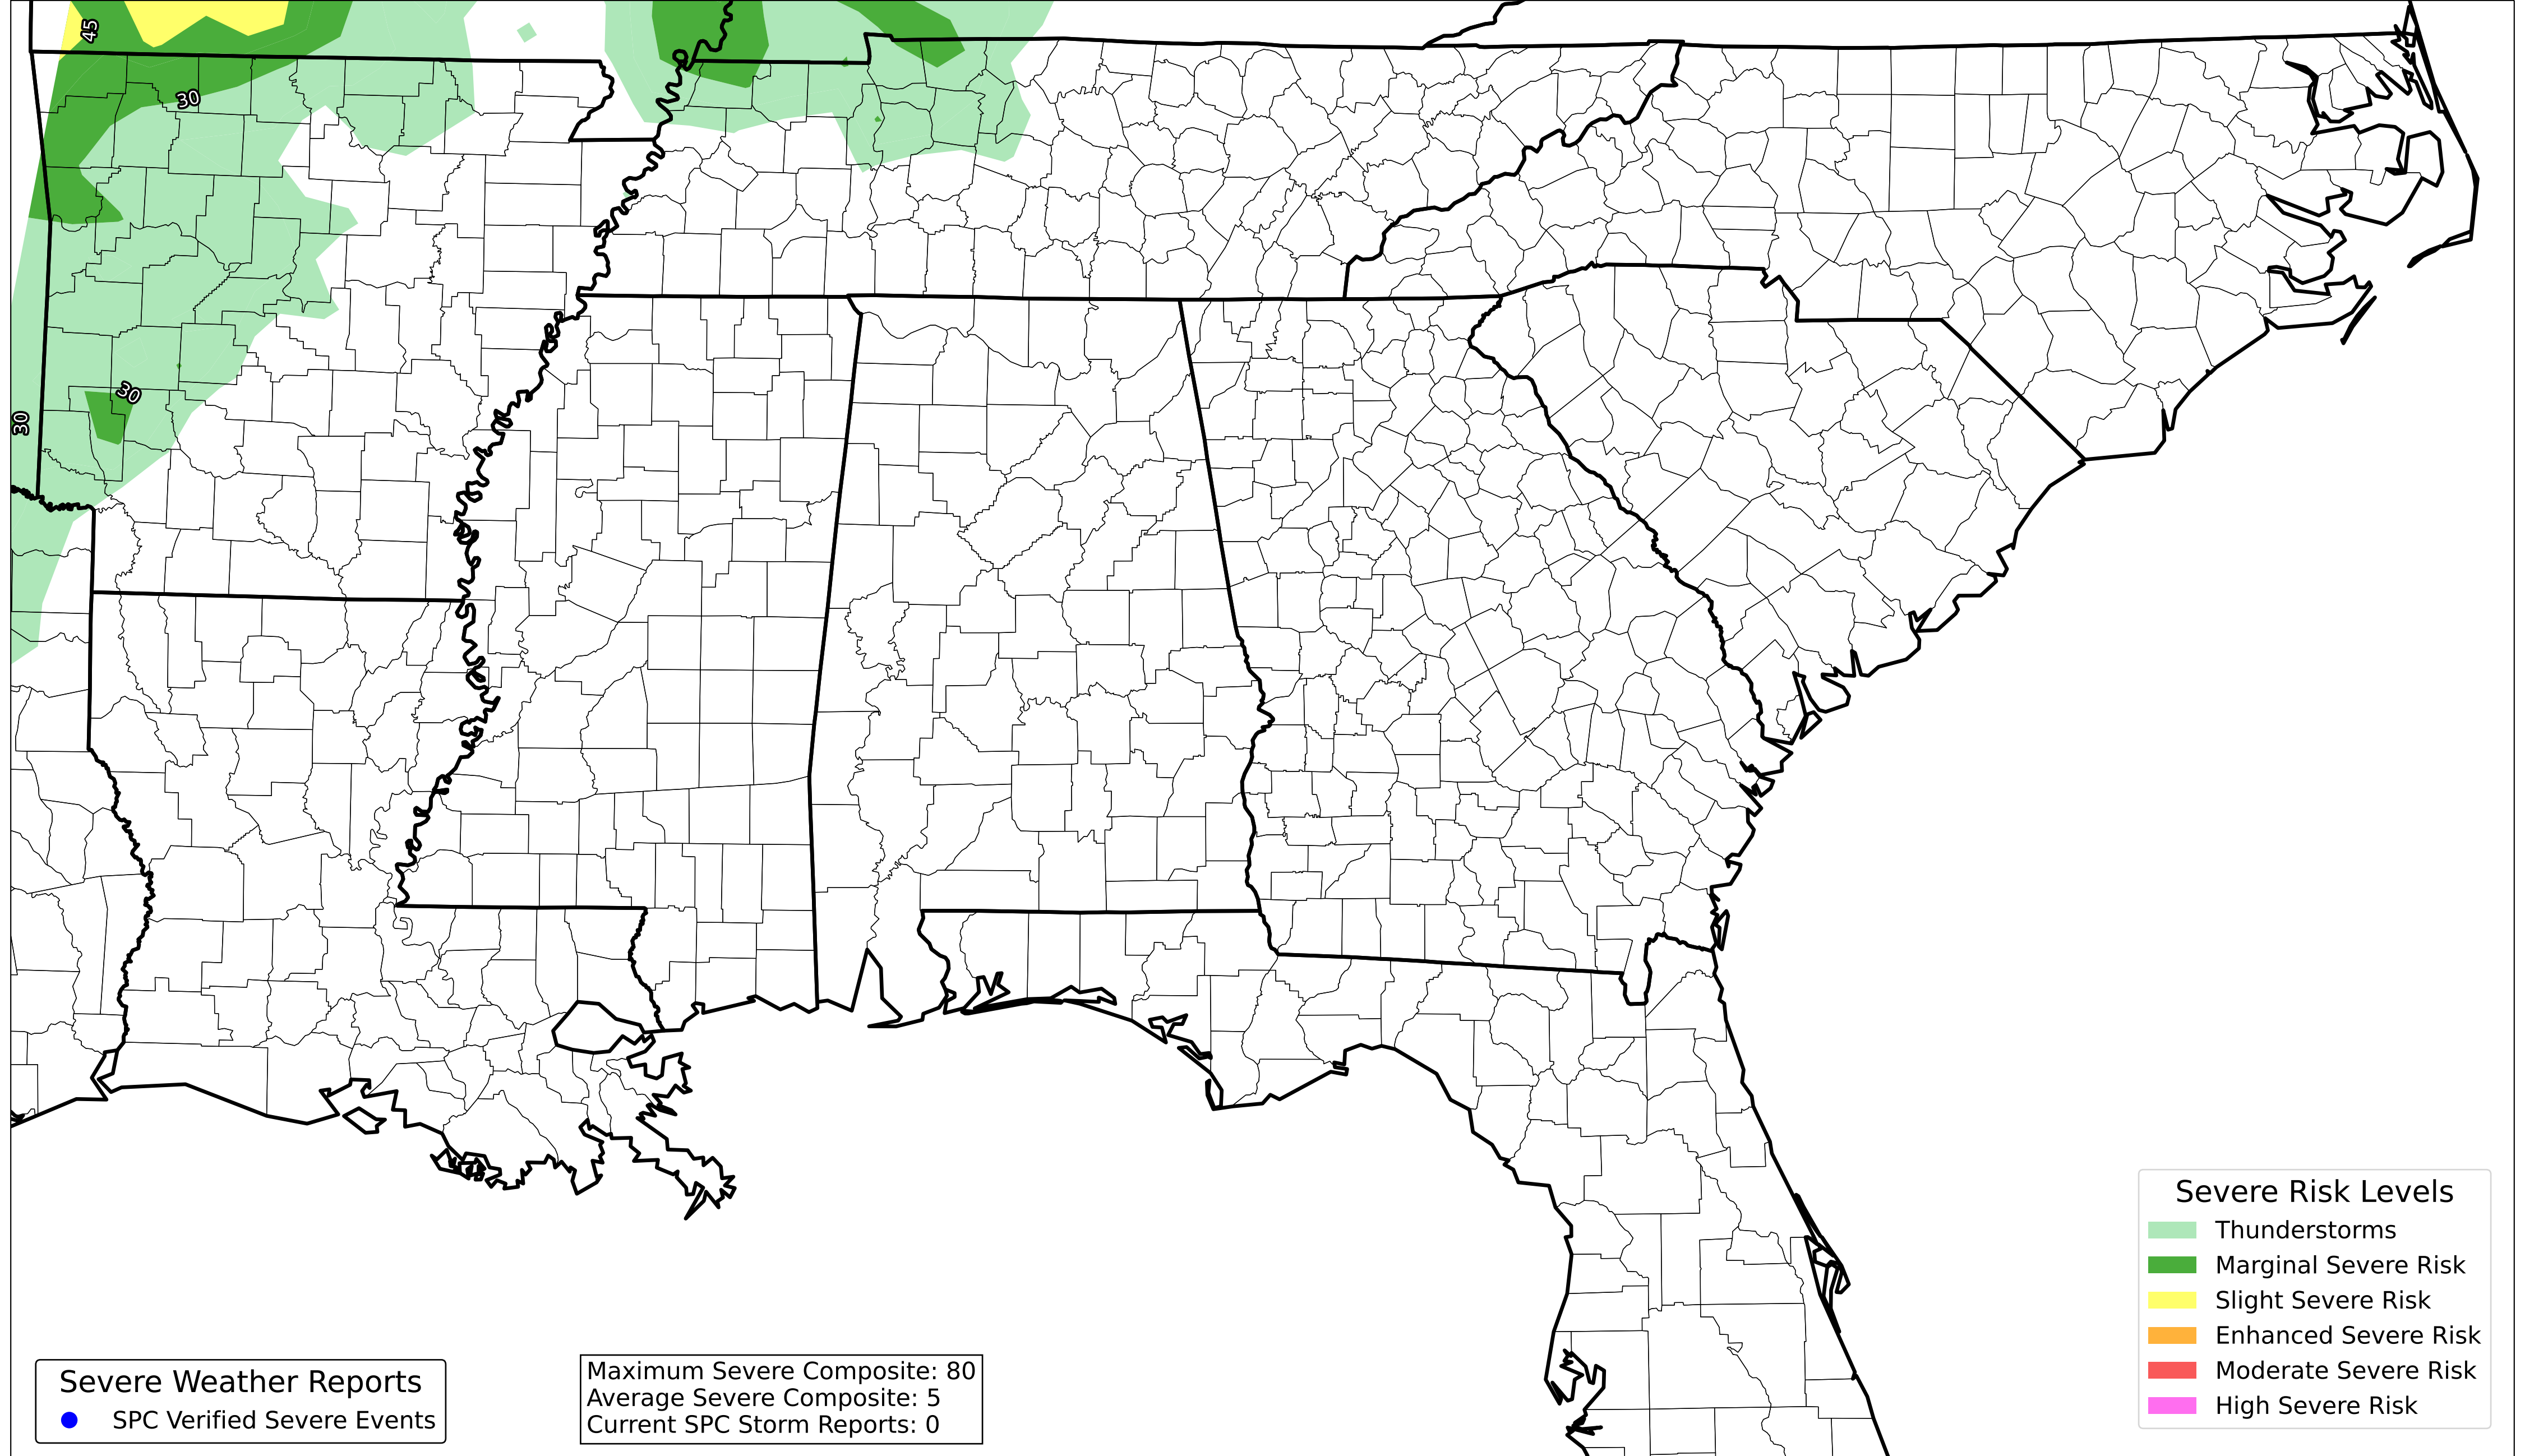 45
30
30
30
Severe Risk Levels
Thunderstorms
Marginal Severe Risk
Slight Severe Risk
Enhanced Severe Risk
Moderate Severe Risk
High Severe Risk
Severe Weather Reports
SPC Verified Severe Events
Maximum Severe Composite: 80
Average Severe Composite: 5
Current SPC Storm Reports: 0